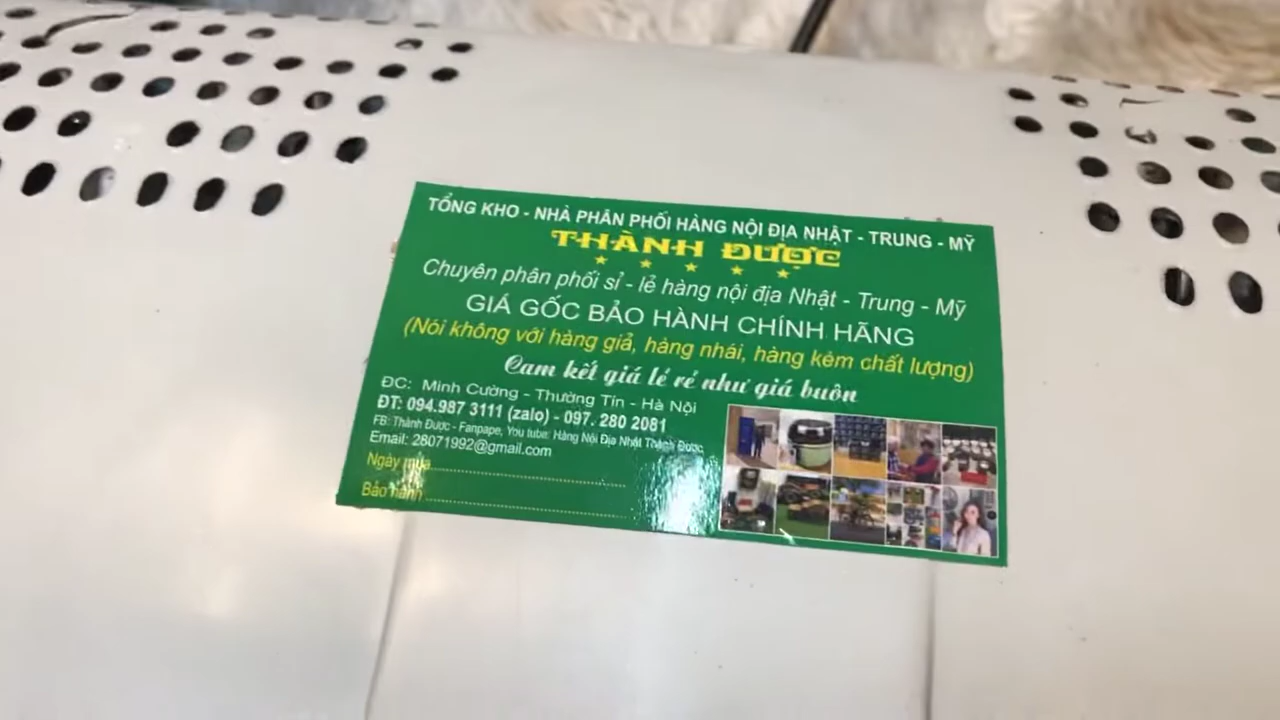 TỔNG KHO - NHÀ PHÂN PHỐI HÀNG NỘI ĐỊA NHẬT - TRUNG - MỸ
THÀNH ĐƯỢC
Chuyên phân phối sỉ - lẻ hàng nội địa Nhật - Trung - Mỹ
GIÁ GỐC BẢO HÀNH CHÍNH HÃNG
(Nói không với hàng giả, hàng nhái, hàng kém chất lượng)
Cam kết giá lẻ rẻ như giá buôn
ĐC: Minh Cường - Thường Tín - Hà Nội
ĐT: 094.987 3111 (zalo) - 097. 280 2081
FB: Thành Được - Fanpape, You tube: Hàng Nội Địa Nhật Thành Được
Email: 28071992@gmail.com
Ngày mua
Bảo hành